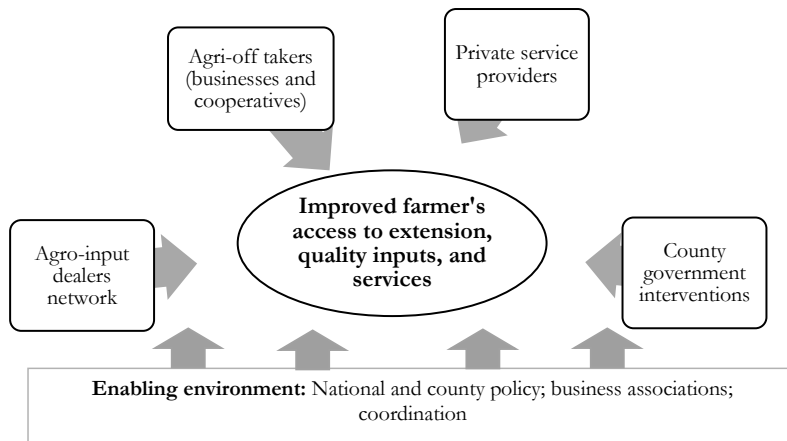 Agri-off takers
(businesses and
cooperatives)
Private service
providers
Improved farmer's
access to extension,
quality inputs, and
services
Agro-input
dealers
network
County
government
interventions
Enabling environment: National and county policy; business associations;
coordination